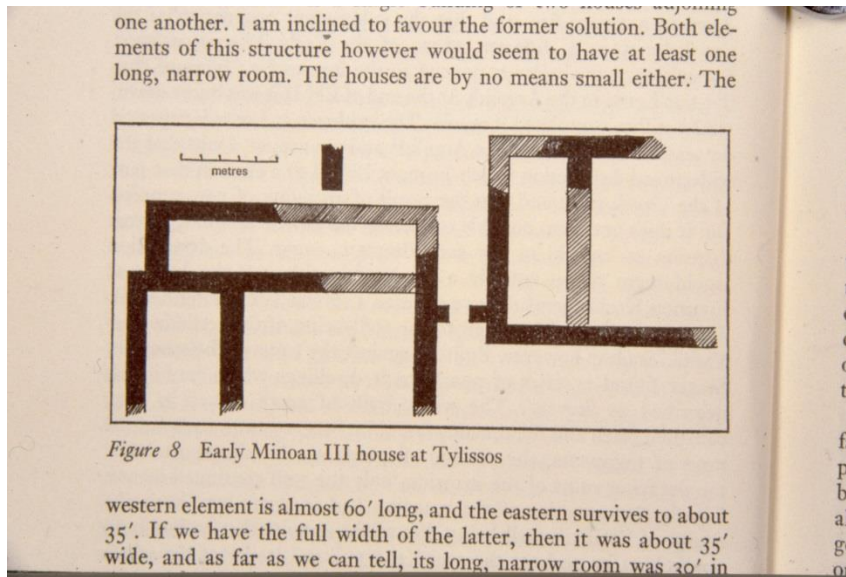 one another. I am inclined to favour the former solution. Both ele-
ments of this structure however would seem to have at least one
long, narrow room. The houses are by no means small either. The
metres
Figure 8 Early Minoan III house at Tylissos
western element is almost 60′ long, and the eastern survives to about
35′. If we have the full width of the latter, then it was about 35′
wide, and as far as we can tell, its long, narrow room was 30′ in